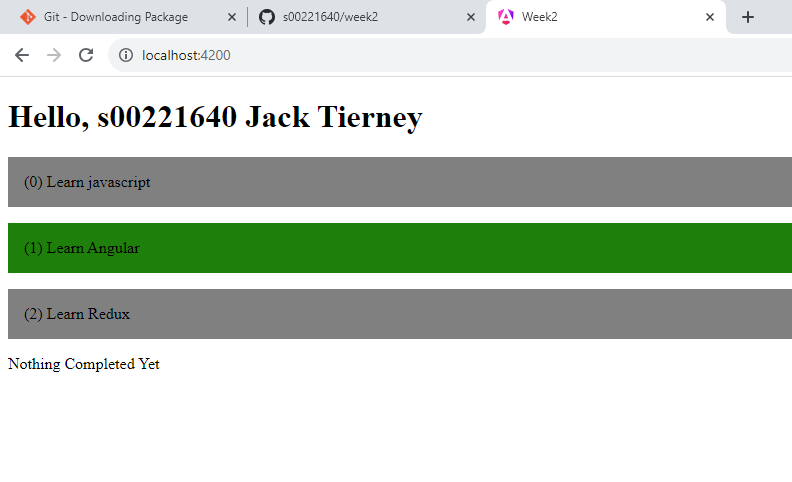 Git - Downloading Package
s00221640/week2
Week2
localhost:4200
Hello, s00221640 Jack Tierney
(0) Learn javascript
(1) Learn Angular
(2) Learn Redux
Nothing Completed Yet